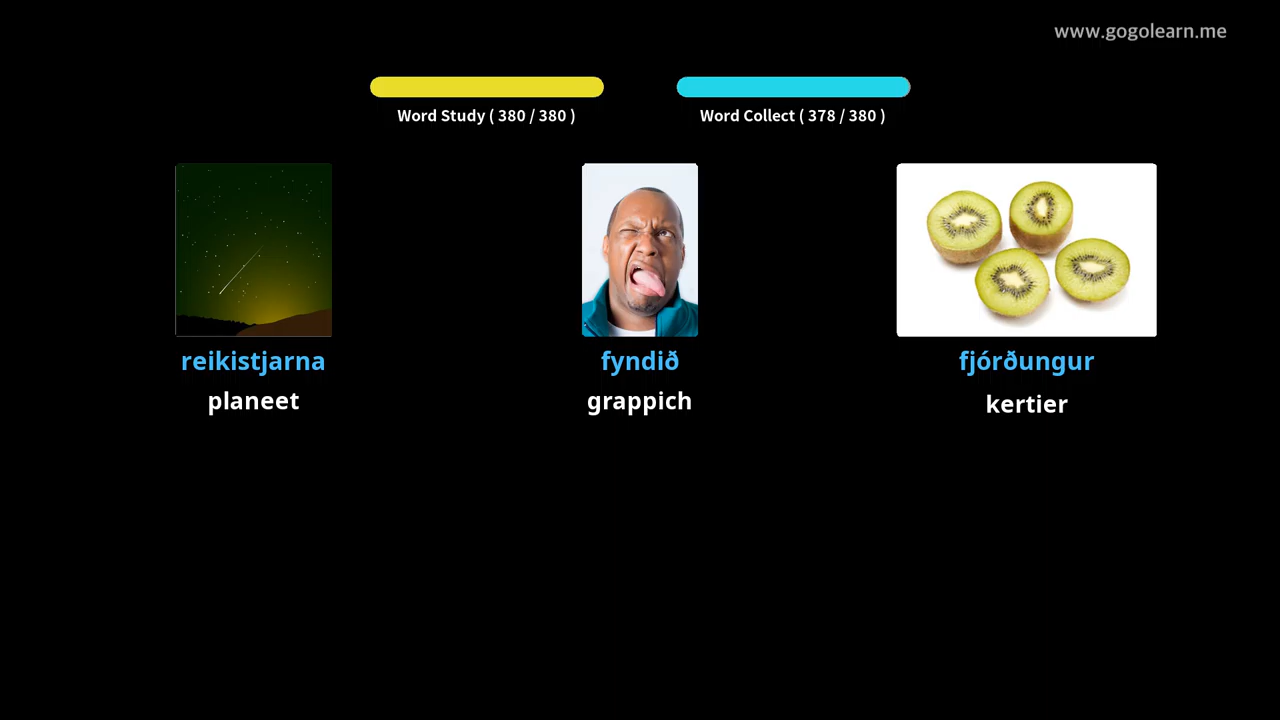 www.gogolearn.me
Word Study ( 380 / 380 )
Word Collect ( 378 / 380 )
reikistjarna
planeet
fyndið
grappich
fjórðungur
kertier